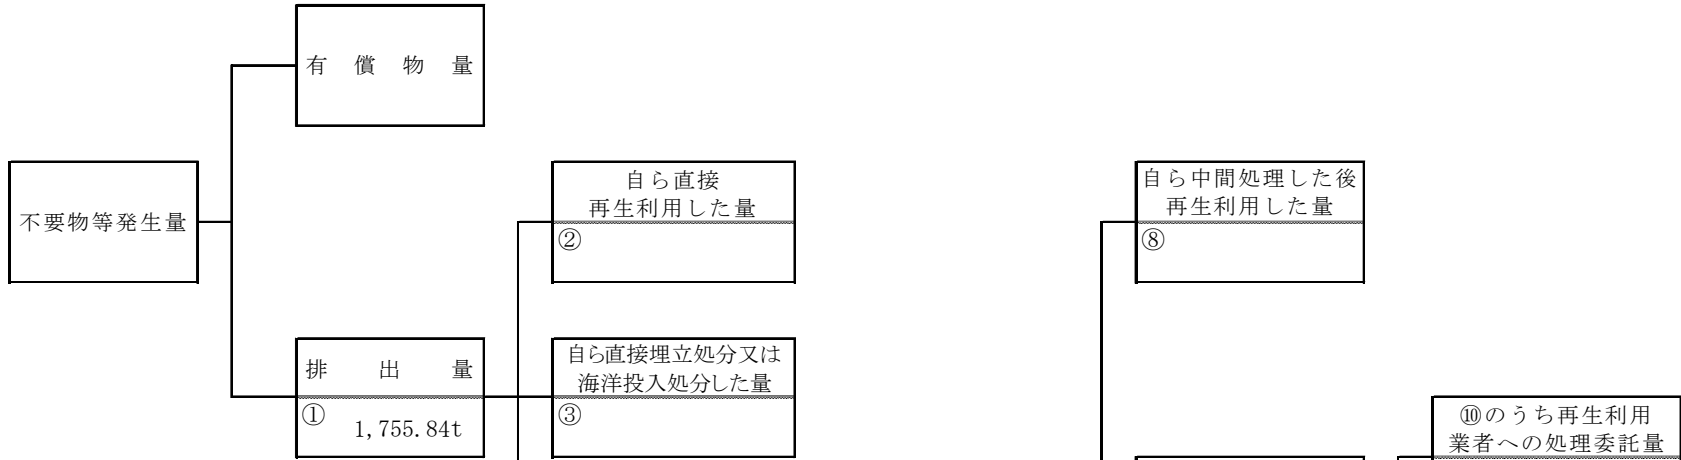 有償物量
不要物等発生量
自ら直接
再生利用した量
②
自ら中間処理した後
再生利用した量
⑧
排出量
①
1,755.84t
自ら直接埋立処分又は
海洋投入処分した量
③
⑩のうち再生利用
業者への処理委託量